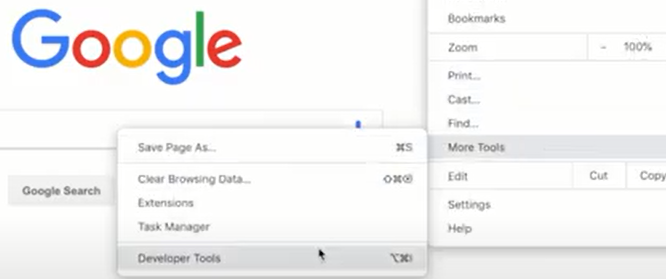 Google
Bookmarks
Zoom - 100%
Print...
Cast...
Find...
More Tools
Edit Cut Copy
Settings
Help
Save Page As... ⌘S
Clear Browsing Data... ⇧⌘⌫
Extensions
Task Manager
Developer Tools ⌥⌘I
Google Search